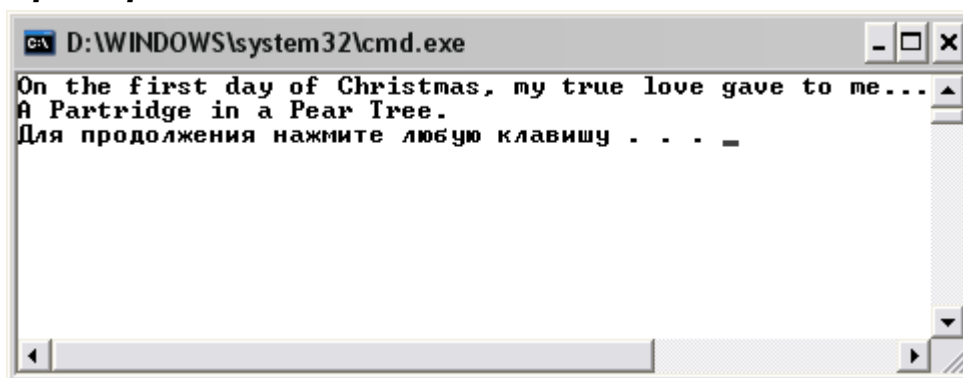 D:\WINDOWS\system32\cmd.exe
On the first day of Christmas, my true love gave to me...
A Partridge in a Pear Tree.
Для продолжения нажмите любую клавишу . . . _